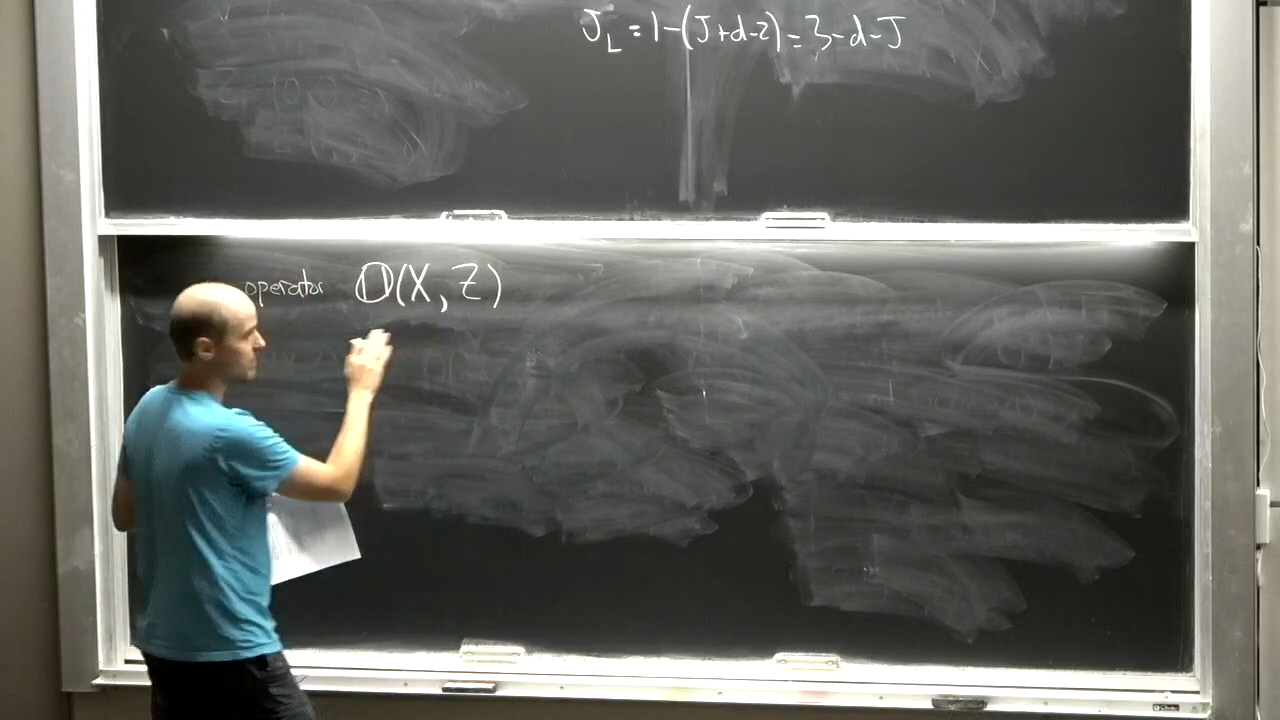 J_L = 1-(J+d-2) = 3-d-J
operator 𝕆(X, Z)